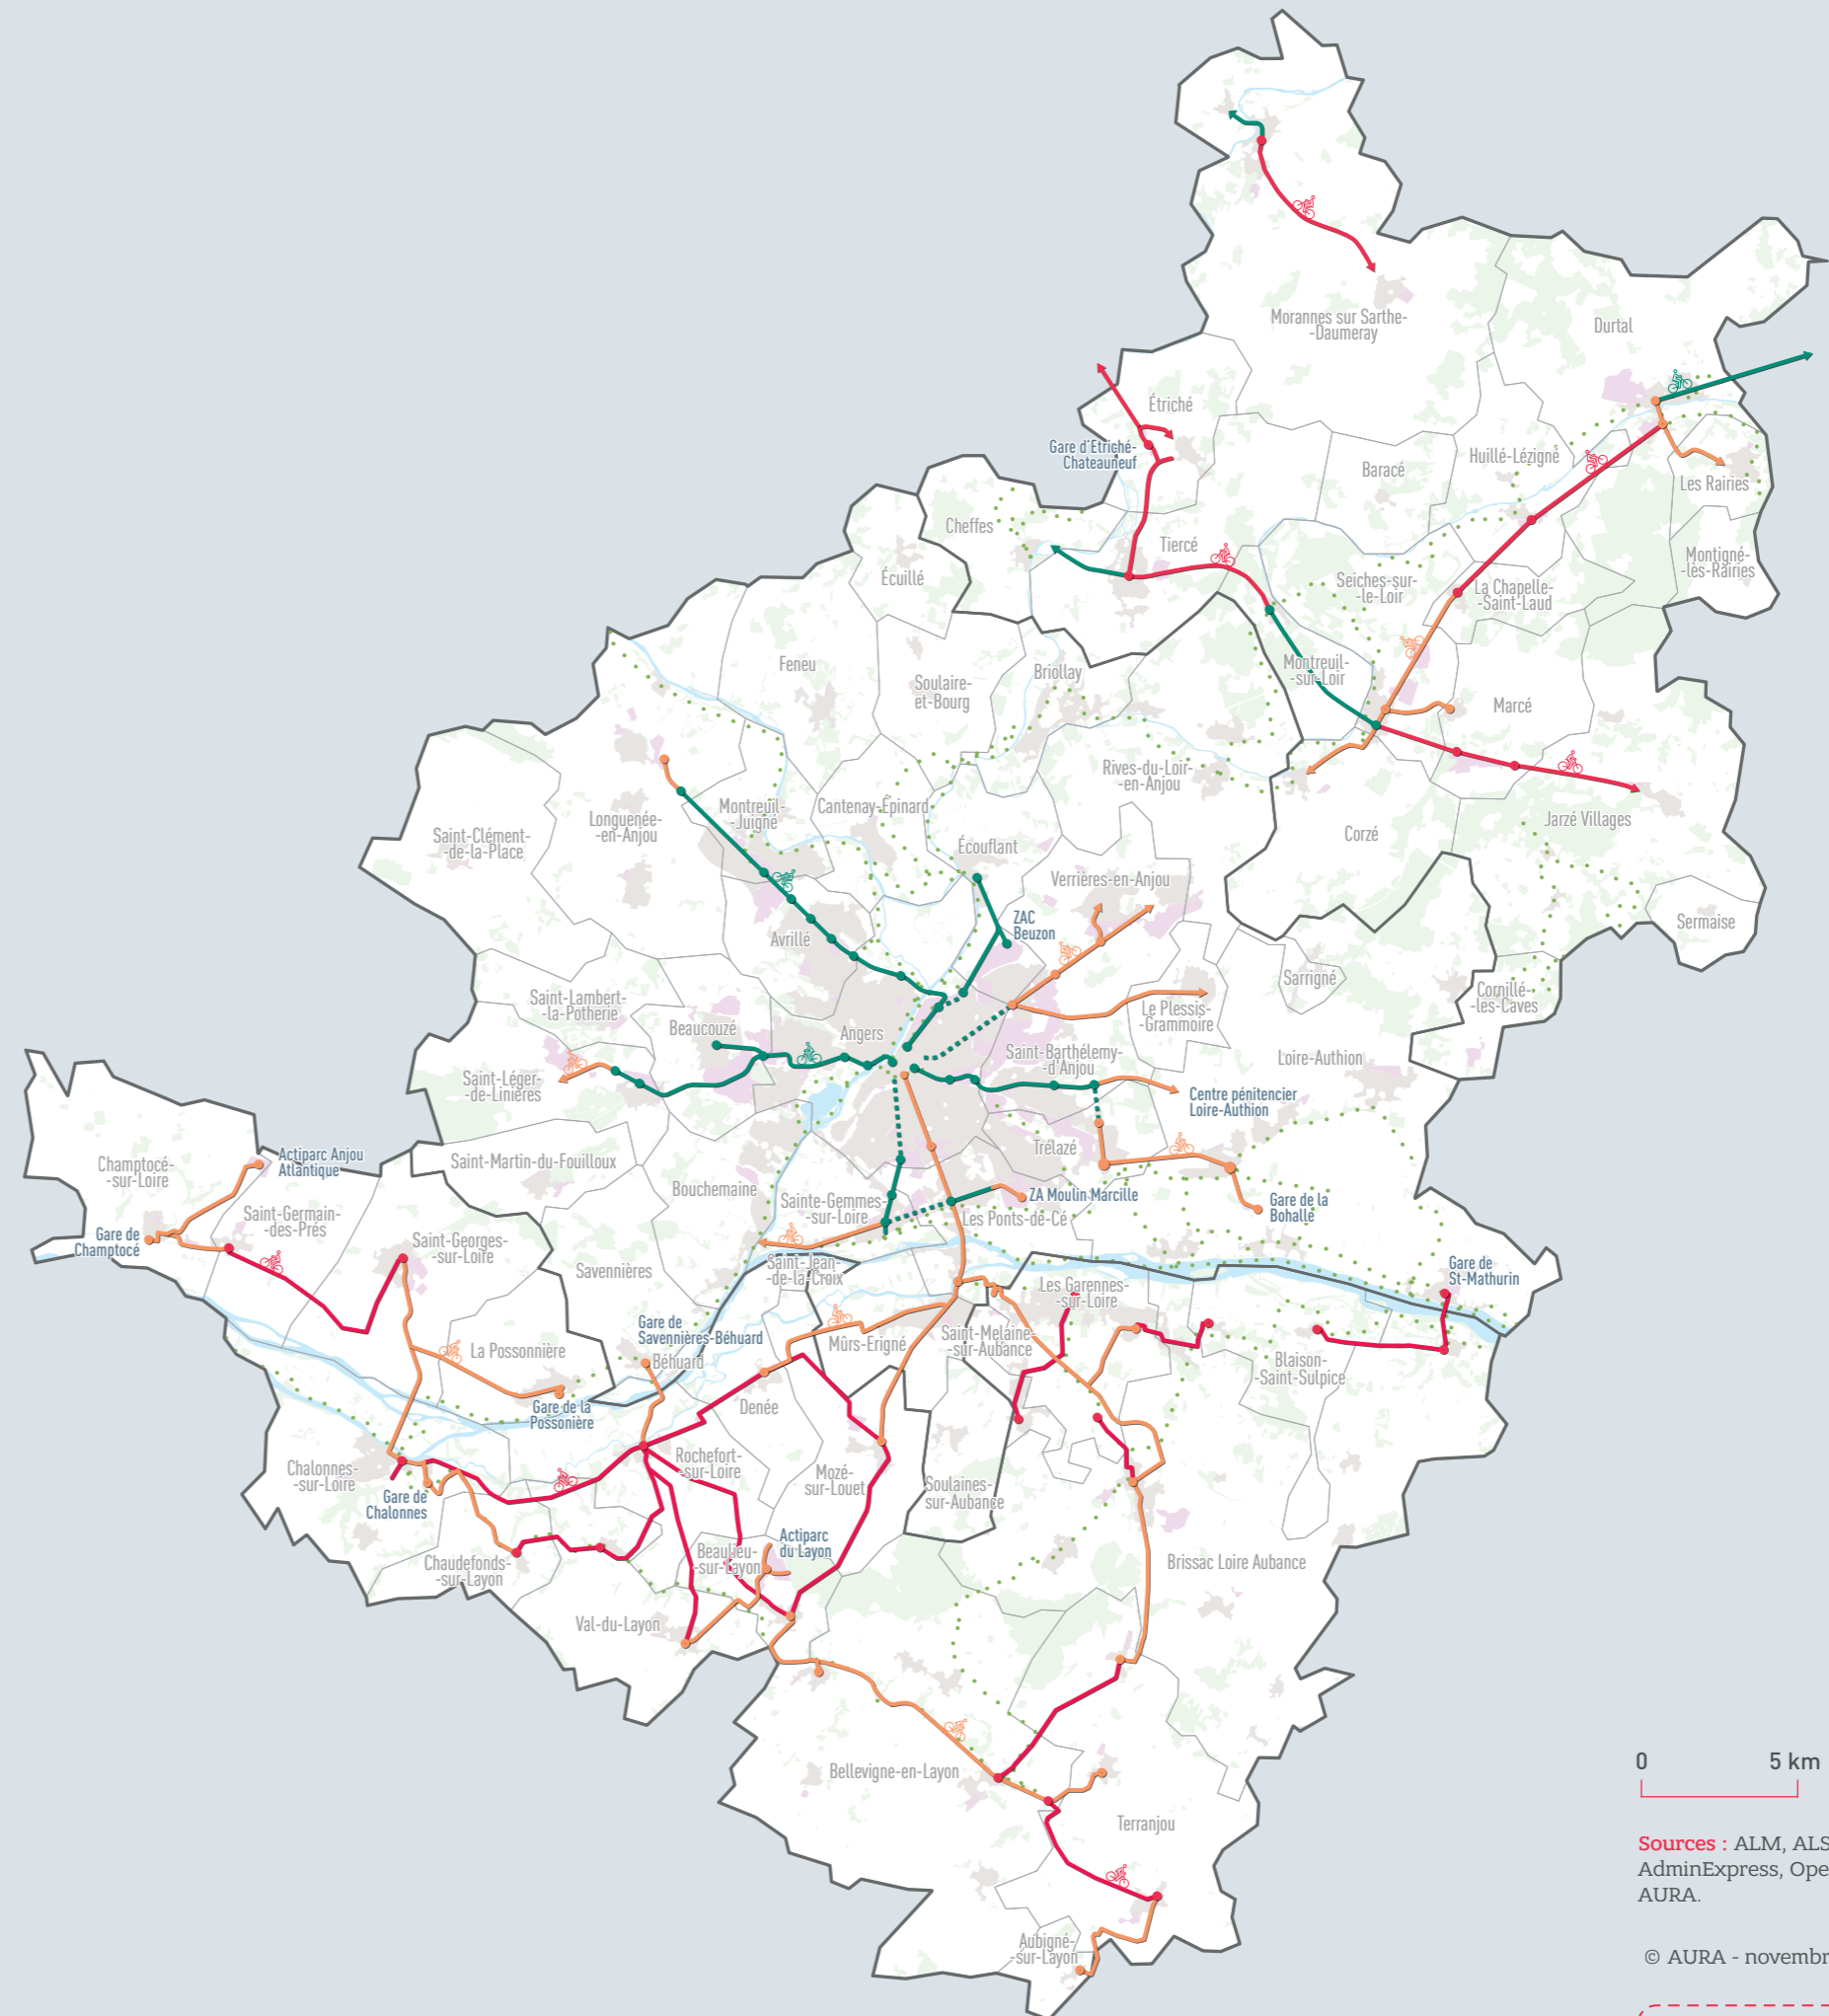 Morannes sur Sarthe-
-Daumeray
Durtal
Étriché
Gare d'Etriché-
Chateauneuf
Baracé
Huillé-Lézigné
Les Rairies
Cheffes
Tiercé
Montigné-
-lès-Rairies
Écuillé
Seiches-sur-
-le-Loir
La Chapelle-
-Saint-Laud
Feneu
Soulaire-
et-Bourg
Briollay
Montreuil-
-sur-Loir
Marcé
Rives-du-Loir-
-en-Anjou
Longuenée-
-en-Anjou
Montreuil-
-Juigné
Cantenay-Épinard
Saint-Clément-
-de-la-Place
Écouflant
Corzé
Jarzé Villages
Verrières-en-Anjou
ZAC
Beuzon
Sermaise
Avrillé
Saint-Lambert-
-la-Potherie
Beaucouzé
Angers
Le Plessis-
-Grammoire
Sarrigné
Cornillé-
-les-Caves
Saint-Barthélemy-
-d'Anjou
Loire-Authion
Saint-Léger-
-de-Linières
Centre pénitencier
Loire-Authion
Champtocé-
-sur-Loire
Actiparc Anjou
Atlantique
Saint-Martin-du-Fouilloux
Trélazé
Bouchemaine
Sainte-Gemmes-
-sur-Loire
ZA Moulin Marcille
Les Ponts-de-Cé
Gare de la
Bohalle
Gare de
Champtocé
Saint-Germain-
-des-Prés
Saint-Georges-
-sur-Loire
Savennières
Saint-Jean-
-de-la-Croix
Les Garennes-
-sur-Loire
Gare de
St-Mathurin
Gare de
Savennières-Béhuard
Béhuard
La Possonnière
Mûrs-Erigné
Saint-Melaine-
-sur-Aubance
Blaison-
-Saint-Sulpice
Gare de la
Possonière
Denée
Chalonnes-
-sur-Loire
Gare de
Chalonnes
Rochefort-
-sur-Loire
Mozé-
sur-Louet
Soulaines-
sur-Aubance
Chaudefonds-
-sur-Layon
Beaulieu-
-sur-Layon
Actiparc
du Layon
Brissac Loire Aubance
Val-du-Layon
Bellevigne-en-Layon
Terranjou
Aubigné-
-sur-Layon
0 5 km
Sources : ALM, ALS
AdminExpress, Ope
AURA.
© AURA - novembr